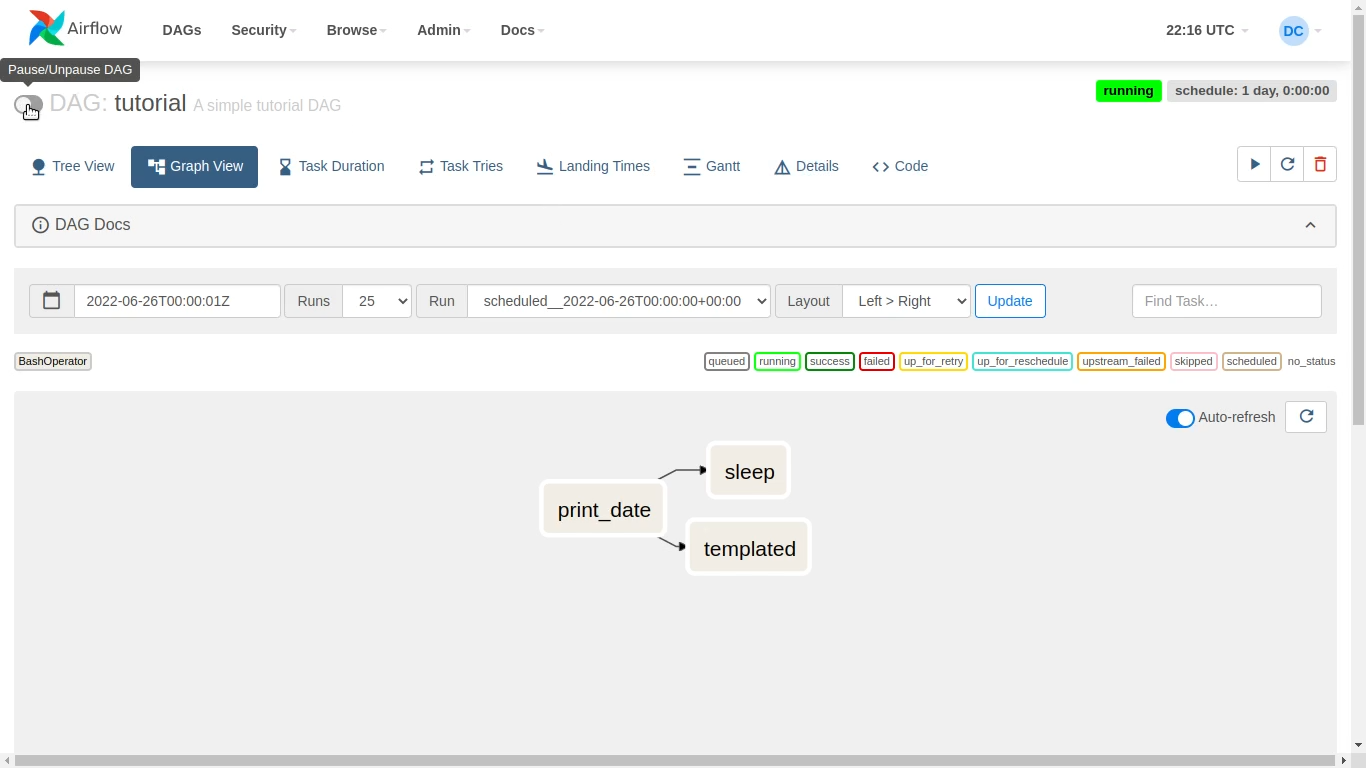 Airflow DAGs Security Browse Admin Docs 22:16 UTC DC
Pause/Unpause DAG
DAG: tutorial A simple tutorial DAG running schedule: 1 day, 0:00:00
Tree View Graph View Task Duration Task Tries Landing Times Gantt Details Code
DAG Docs
2022-06-26T00:00:01Z Runs 25 Run scheduled__2022-06-26T00:00:00+00:00 Layout Left > Right Update Find Task...
BashOperator queued running success failed up_for_retry up_for_reschedule upstream_failed skipped scheduled no_status
Auto-refresh
sleep
print_date
templated